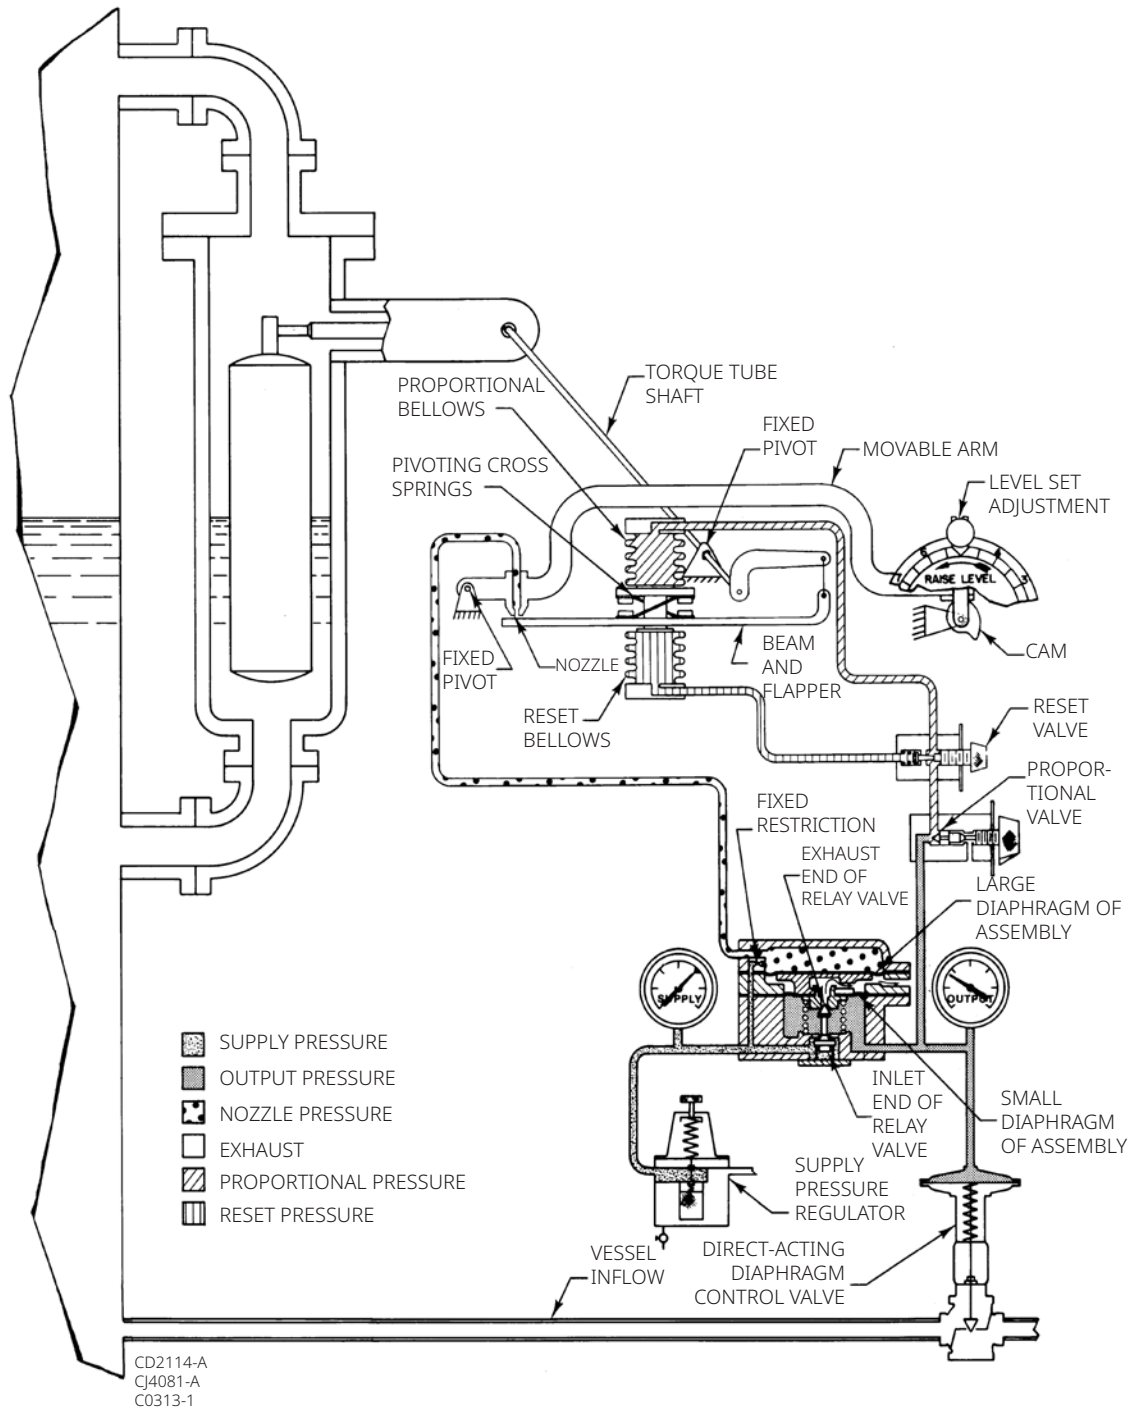 TORQUE TUBE
SHAFT
PROPORTIONAL
BELLOWS
FIXED
PIVOT
MOVABLE ARM
PIVOTING CROSS
SPRINGS
LEVEL SET
ADJUSTMENT
RAISE LEVEL
3
FIXED
PIVOT
NOZZLE
BEAM
AND
FLAPPER
CAM
RESET
BELLOWS
RESET
VALVE
PROPOR-
TIONAL
VALVE
FIXED
RESTRICTION
EXHAUST
END OF
RELAY VALVE
LARGE
DIAPHRAGM OF
ASSEMBLY
SUPPLY
OUTPUT
SUPPLY PRESSURE
OUTPUT PRESSURE
NOZZLE PRESSURE
EXHAUST
PROPORTIONAL PRESSURE
RESET PRESSURE
INLET
END OF
RELAY
VALVE
SMALL
DIAPHRAGM
OF ASSEMBLY
SUPPLY
PRESSURE
REGULATOR
VESSEL
INFLOW
DIRECT-ACTING
DIAPHRAGM
CONTROL VALVE
CD2114-A
CJ4081-A
C0313-1